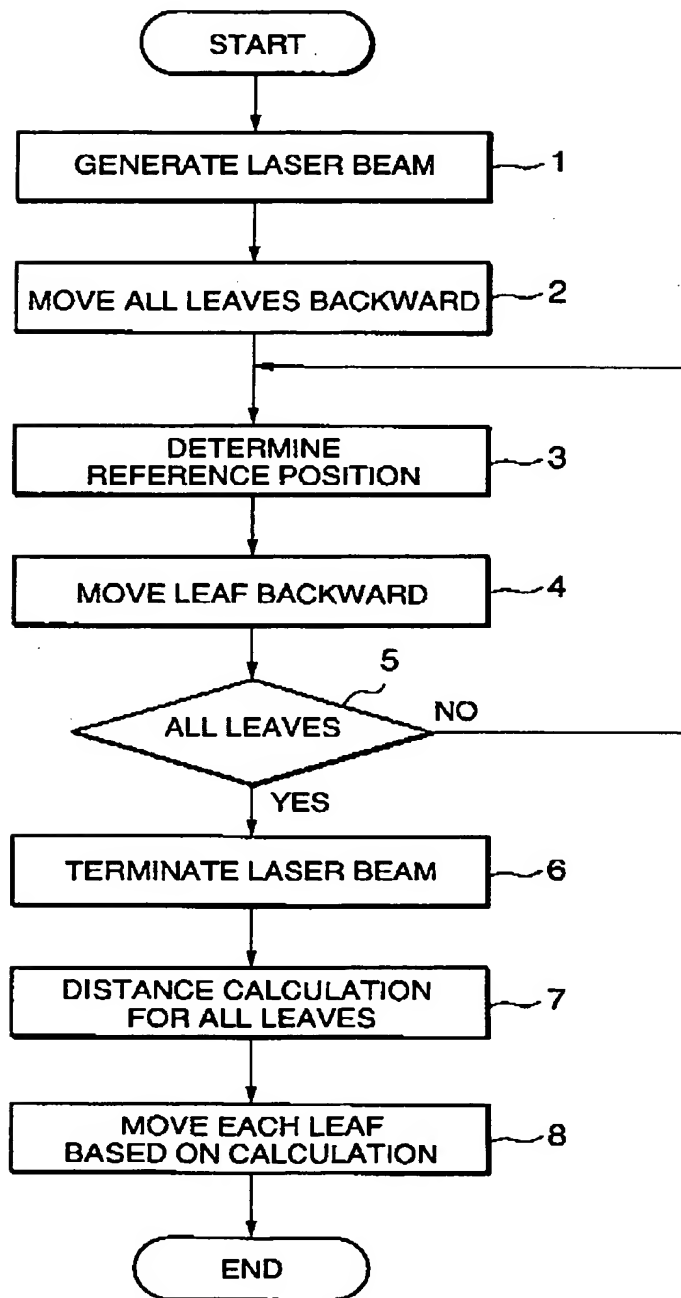 START
GENERATE LASER BEAM
1
MOVE ALL LEAVES BACKWARD
2
DETERMINE
REFERENCE POSITION
3
MOVE LEAF BACKWARD
4
5
ALL LEAVES
NO
YES
TERMINATE LASER BEAM
6
DISTANCE CALCULATION
FOR ALL LEAVES
7
MOVE EACH LEAF
BASED ON CALCULATION
8
END